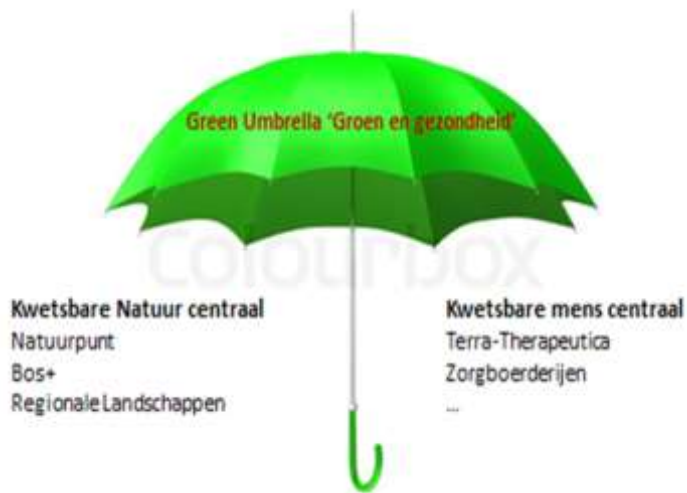 Green Umbrella 'Groen en gezondheid'
Colourbox
Kwetsbare Natuur centraal
Natuurpunt
Bos+
Regionale Landschappen
Kwetsbare mens centraal
Terra-Therapeutica
Zorgboerderijen
...